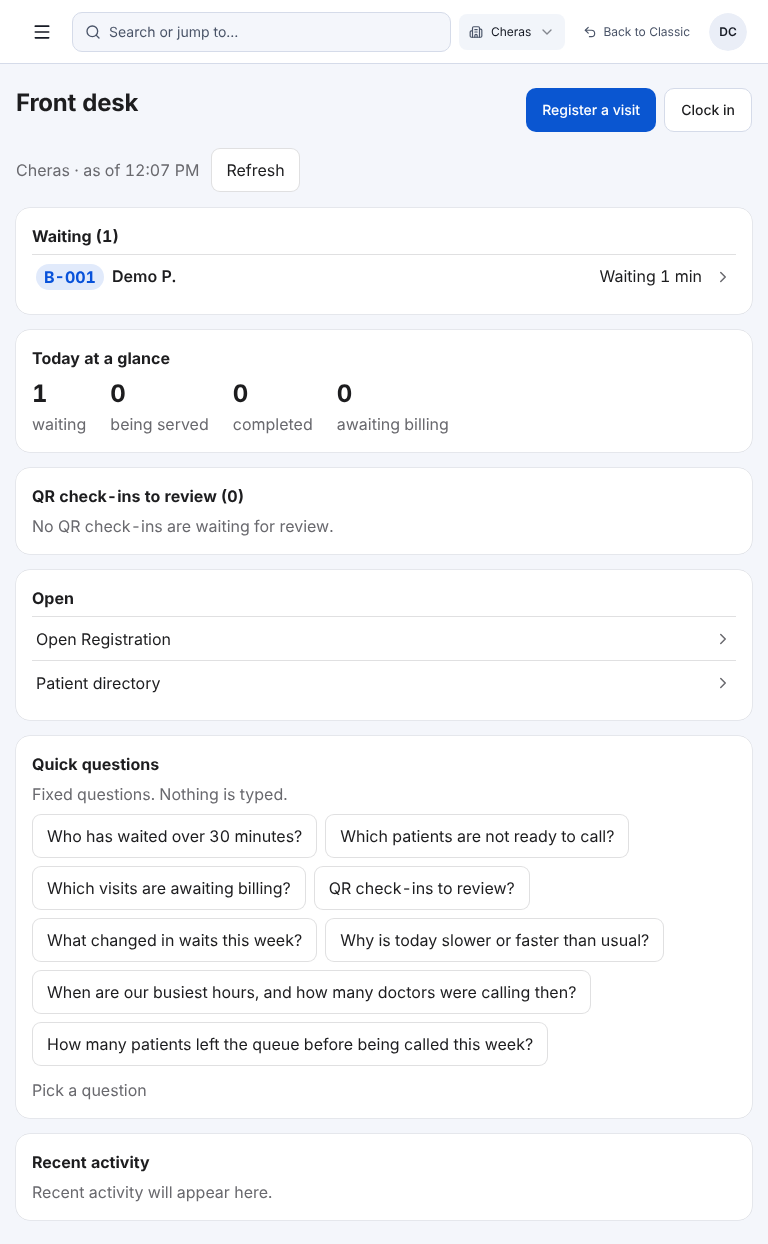 Search or jump to...
Cheras
Back to Classic
DC
Front desk
Register a visit
Clock in
Cheras · as of 12:07 PM
Refresh
Waiting (1)
B-001 Demo P. Waiting 1 min
Today at a glance
1 0 0 0
waiting being served completed awaiting billing
QR check-ins to review (0)
No QR check-ins are waiting for review.
Open
Open Registration
Patient directory
Quick questions
Fixed questions. Nothing is typed.
Who has waited over 30 minutes? Which patients are not ready to call?
Which visits are awaiting billing? QR check-ins to review?
What changed in waits this week? Why is today slower or faster than usual?
When are our busiest hours, and how many doctors were calling then?
How many patients left the queue before being called this week?
Pick a question
Recent activity
Recent activity will appear here.